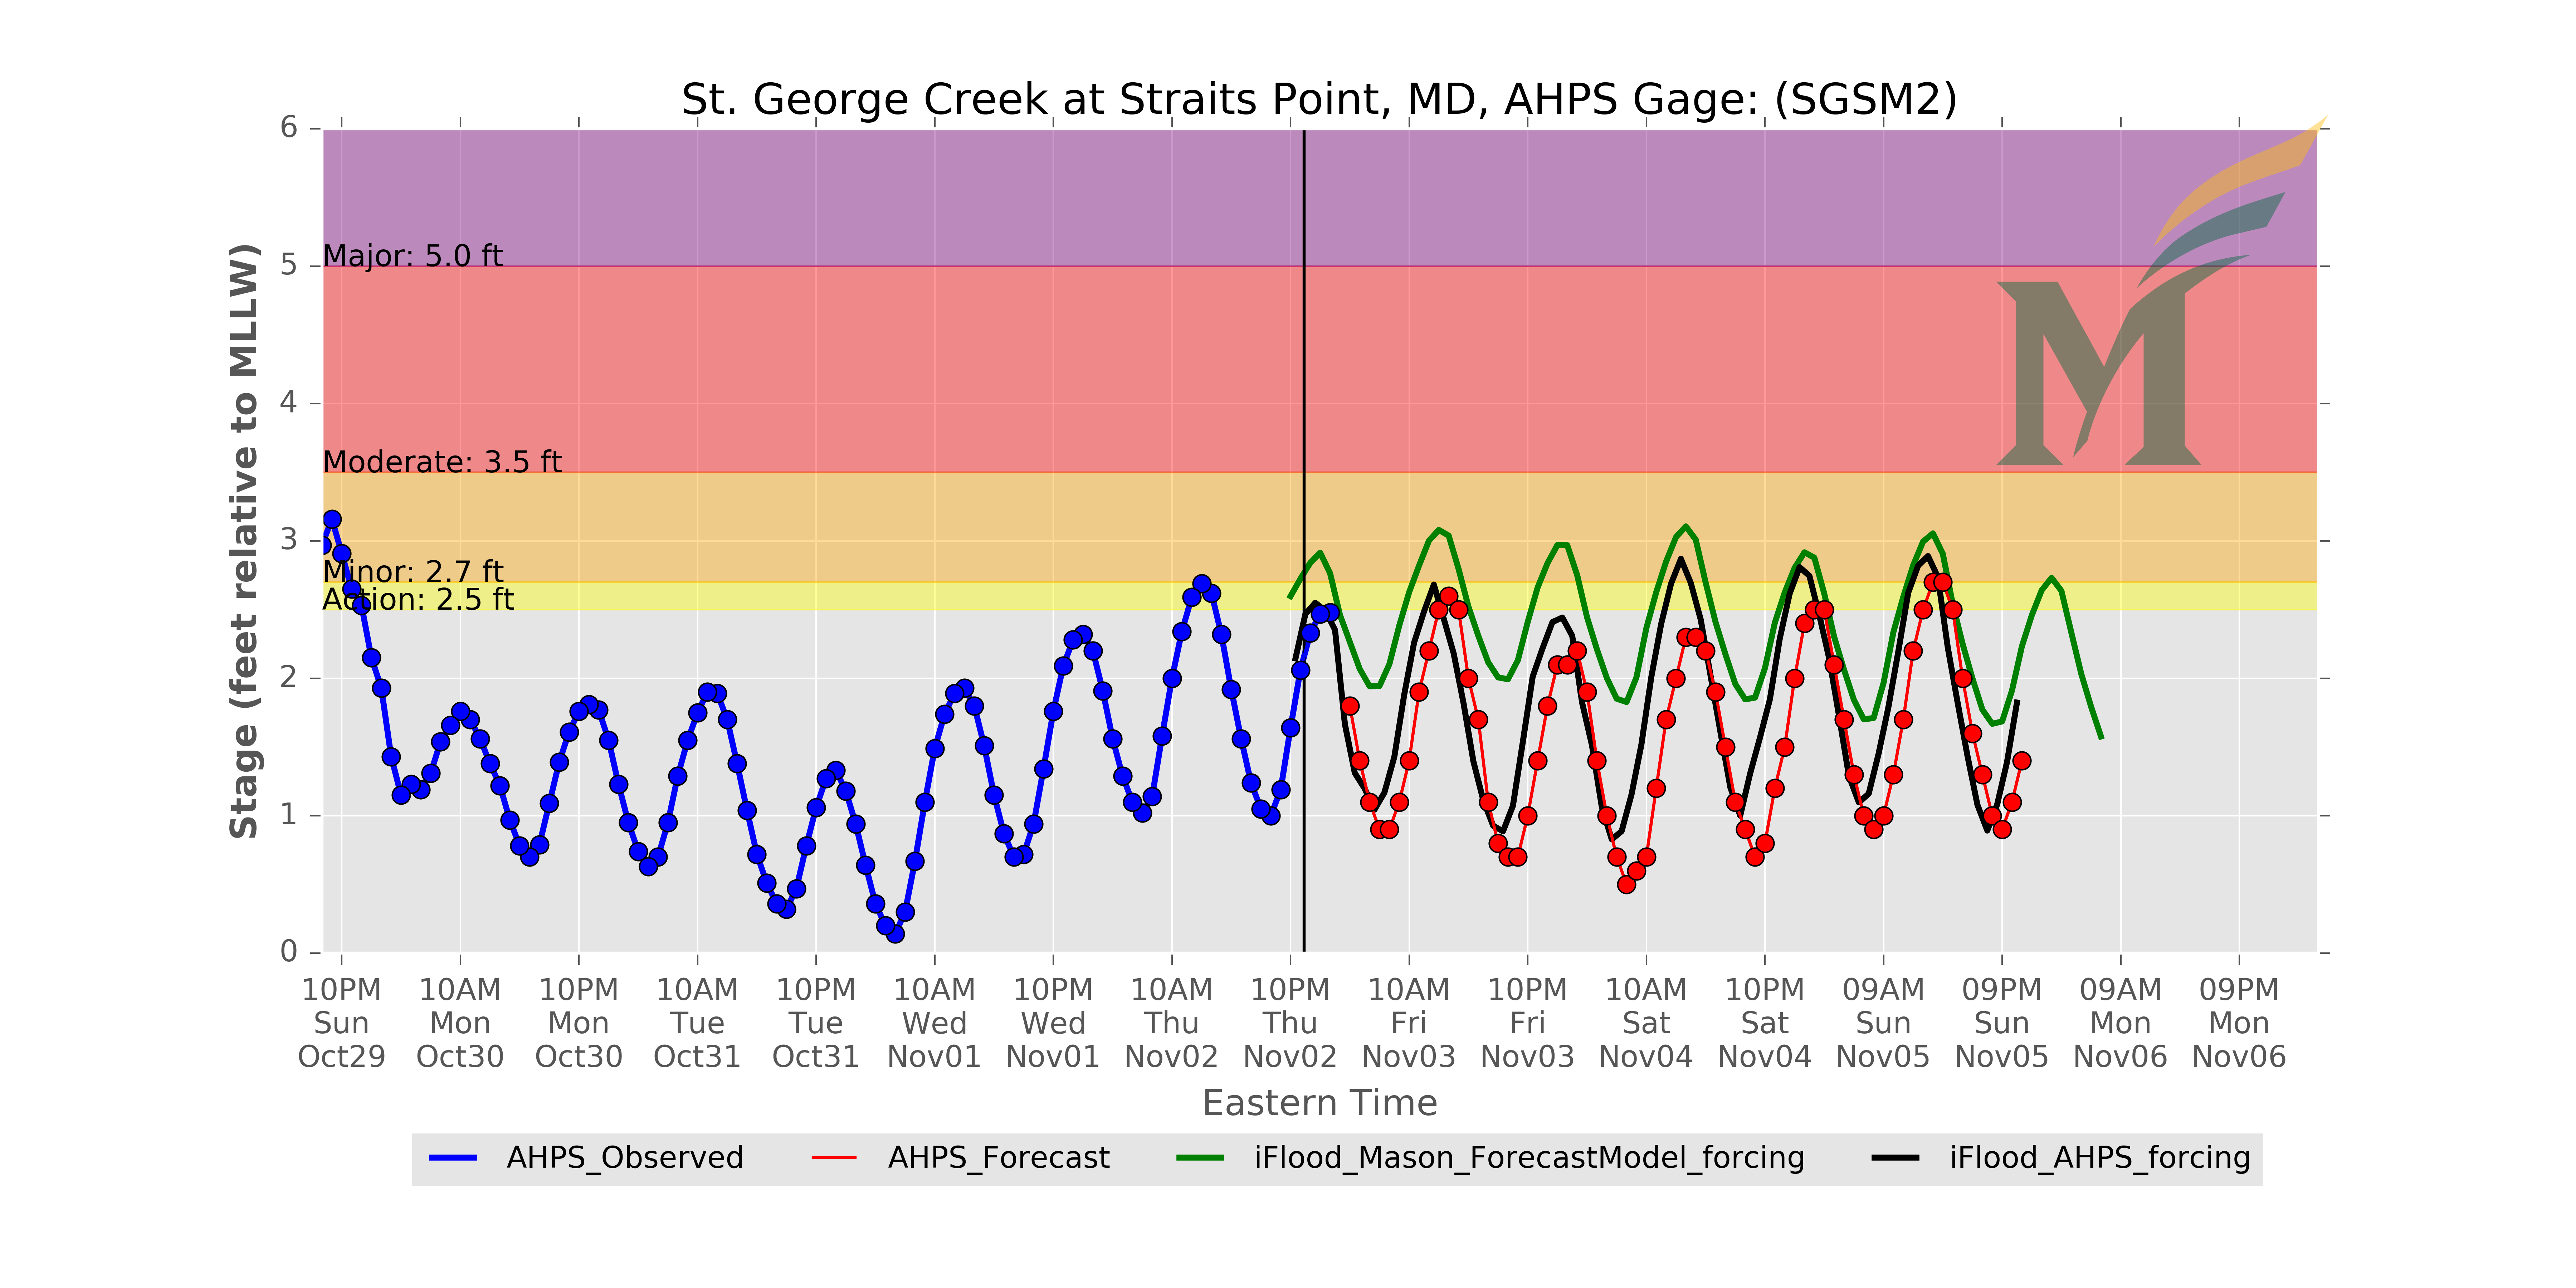 St. George Creek at Straits Point, MD, AHPS Gage: (SGSM2)
Stage (feet relative to MLLW)
6
5
4
3
2
1
0
Major: 5.0 ft
Moderate: 3.5 ft
Minor: 2.7 ft
Action: 2.5 ft
M
10PM 10AM 10PM 10AM 10PM 10AM 10PM 10AM 10PM 10AM 10PM 10AM 10PM 09AM 09PM 09AM 09PM
Sun Mon Mon Tue Tue Wed Wed Thu Thu Fri Fri Sat Sat Sun Sun Mon Mon
Oct29 Oct30 Oct30 Oct31 Oct31 Nov01 Nov01 Nov02 Nov02 Nov03 Nov03 Nov04 Nov04 Nov05 Nov05 Nov06 Nov06
Eastern Time
AHPS_Observed AHPS_Forecast iFlood_Mason_ForecastModel_forcing iFlood_AHPS_forcing